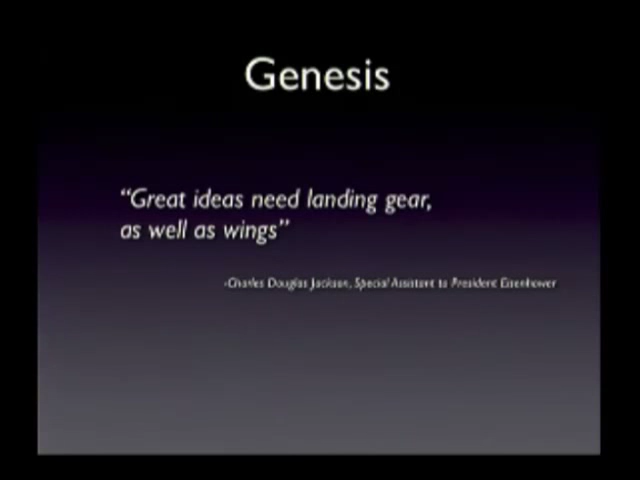 Genesis
“Great ideas need landing gear,
as well as wings”
-Charles Douglas Jackson, Special Assistant to President Eisenhower